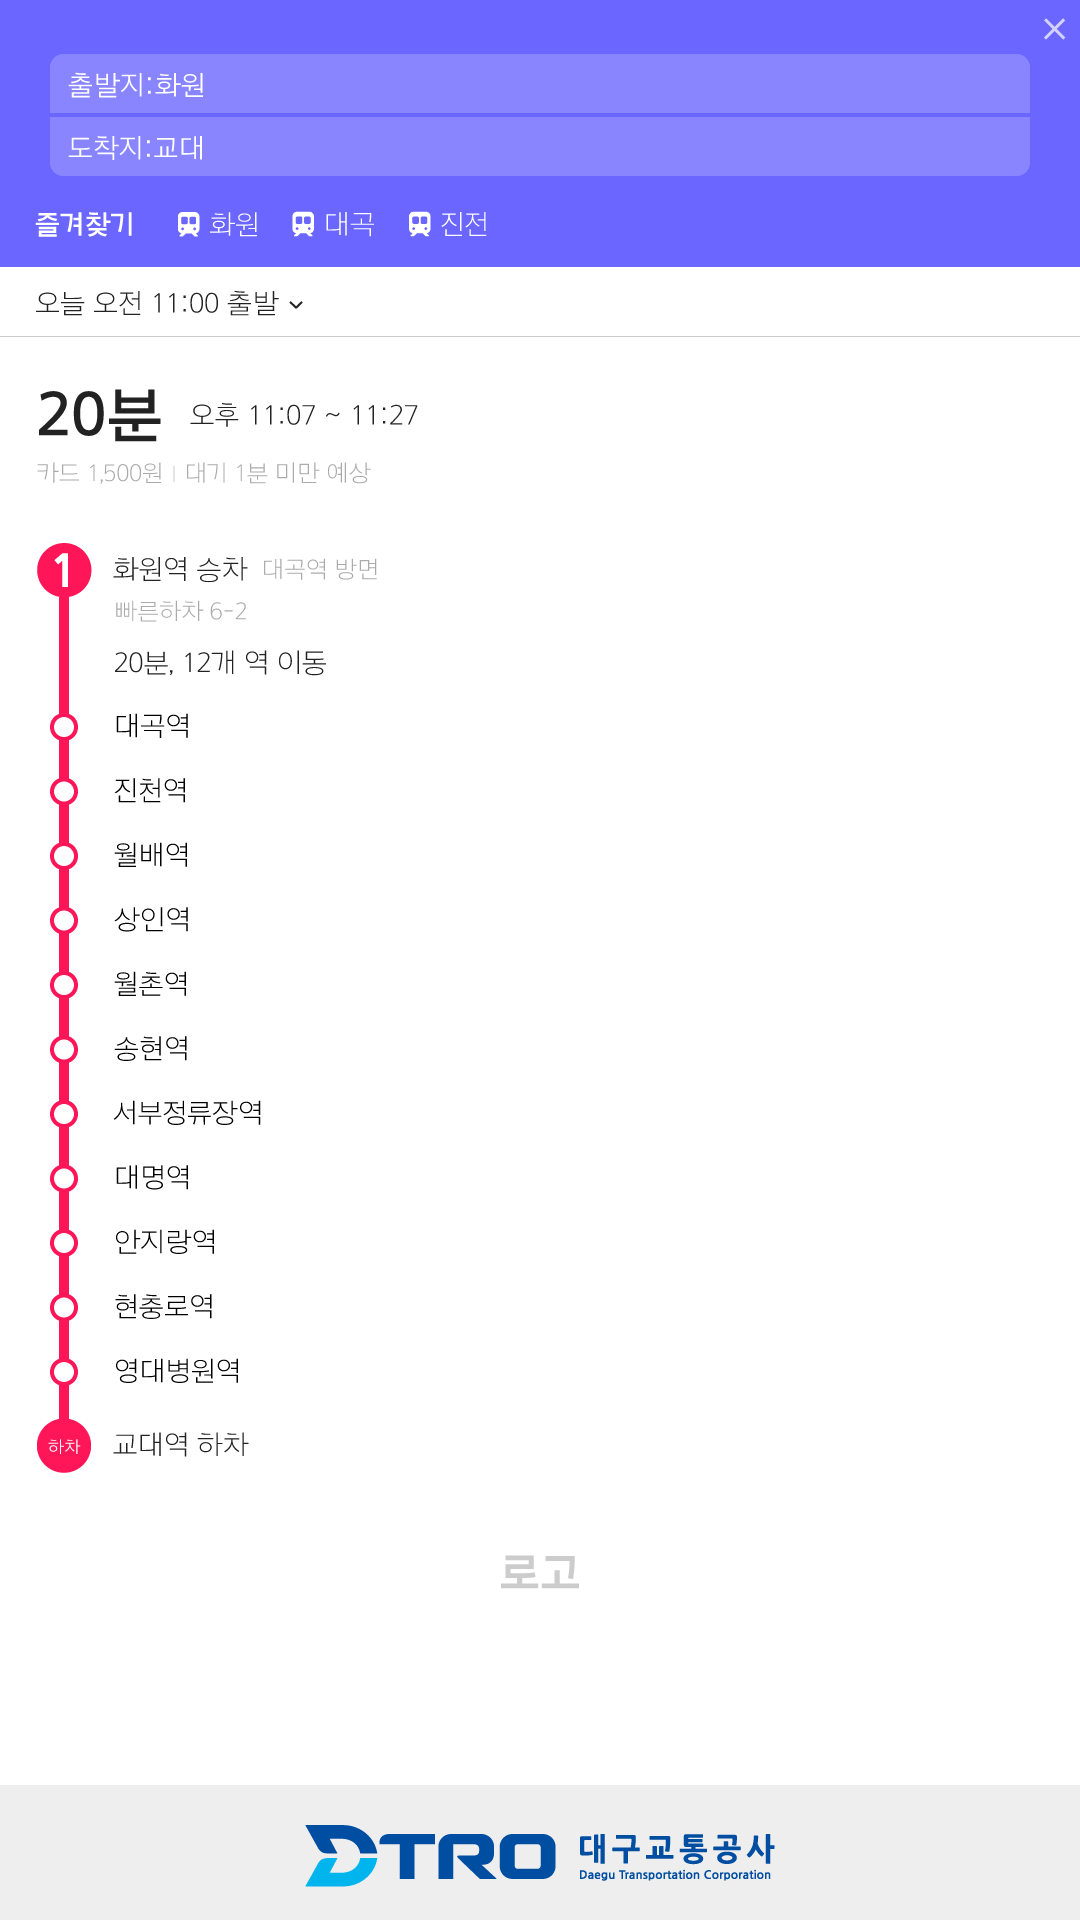 출발지:화원
도착지:교대
즐겨찾기 화원 대곡 진전
오늘 오전 11:00 출발
20분 오후 11:07 ~ 11:27
카드 1,500원 | 대기 1분 미만 예상
1 화원역 승차 대곡역 방면
빠른하차 6-2
20분, 12개 역 이동
대곡역
진천역
월배역
상인역
월촌역
송현역
서부정류장역
대명역
안지랑역
현충로역
영대병원역
하차 교대역 하차
로고
DTRO 대구교통공사
Daegu Transportation Corporation